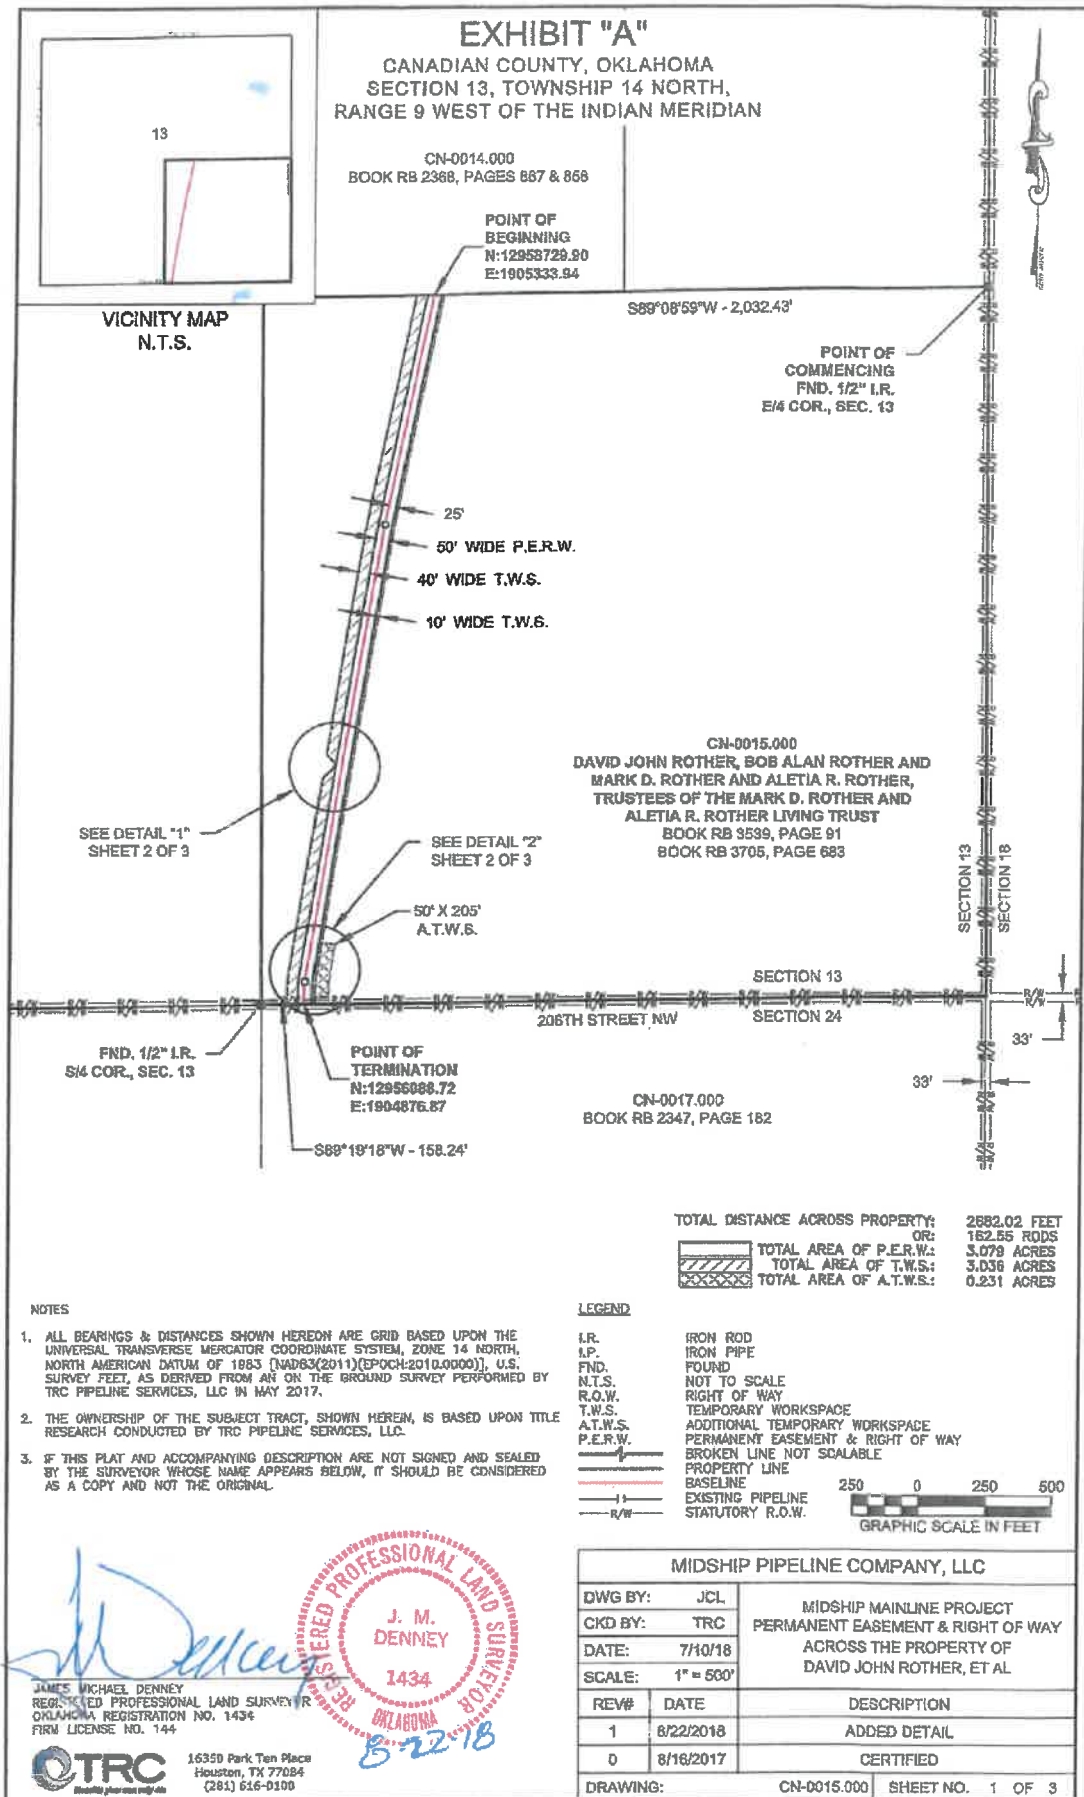 EXHIBIT "A"
CANADIAN COUNTY, OKLAHOMA
SECTION 13, TOWNSHIP 14 NORTH,
RANGE 9 WEST OF THE INDIAN MERIDIAN
13
VICINITY MAP
N.T.S.
CN-0014.000
BOOK RB 2368, PAGES 867 & 868
POINT OF
BEGINNING
N:12958729.90
E:1905333.94
S89°08'59"W - 2,032.43'
POINT OF
COMMENCING
FND. 1/2" I.R.
E/4 COR., SEC. 13
25'
50' WIDE P.E.R.W.
40' WIDE T.W.S.
10' WIDE T.W.S.
CN-0015.000
DAVID JOHN ROTHER, BOB ALAN ROTHER AND
MARK D. ROTHER AND ALETIA R. ROTHER,
TRUSTEES OF THE MARK D. ROTHER AND
ALETIA R. ROTHER LIVING TRUST
BOOK RB 3539, PAGE 91
BOOK RB 3705, PAGE 683
SEE DETAIL "1"
SHEET 2 OF 3
SEE DETAIL "2"
SHEET 2 OF 3
50' X 205'
A.T.W.S.
SECTION 13
SECTION 18
SECTION 13
206TH STREET NW
SECTION 24
R/W
R/W
33'
33'
FND. 1/2" I.R.
S/4 COR., SEC. 13
POINT OF
TERMINATION
N:12956088.72
E:1904876.87
CN-0017.000
BOOK RB 2347, PAGE 182
S89°19'18"W - 158.24'
TOTAL DISTANCE ACROSS PROPERTY: 2682.02 FEET
OR: 162.55 RODS
TOTAL AREA OF P.E.R.W.: 3.079 ACRES
TOTAL AREA OF T.W.S.: 3.036 ACRES
TOTAL AREA OF A.T.W.S.: 0.231 ACRES
NOTES
1. ALL BEARINGS & DISTANCES SHOWN HEREON ARE GRID BASED UPON THE
UNIVERSAL TRANSVERSE MERCATOR COORDINATE SYSTEM, ZONE 14 NORTH,
NORTH AMERICAN DATUM OF 1983 [NAD83(2011)(EPOCH:2010.0000)], U.S.
SURVEY FEET, AS DERIVED FROM AN ON THE GROUND SURVEY PERFORMED BY
TRC PIPELINE SERVICES, LLC IN MAY 2017.
2. THE OWNERSHIP OF THE SUBJECT TRACT, SHOWN HEREIN, IS BASED UPON TITLE
RESEARCH CONDUCTED BY TRC PIPELINE SERVICES, LLC.
3. IF THIS PLAT AND ACCOMPANYING DESCRIPTION ARE NOT SIGNED AND SEALED
BY THE SURVEYOR WHOSE NAME APPEARS BELOW, IT SHOULD BE CONSIDERED
AS A COPY AND NOT THE ORIGINAL.
LEGEND
I.R. IRON ROD
I.P. IRON PIPE
FND. FOUND
N.T.S. NOT TO SCALE
R.O.W. RIGHT OF WAY
T.W.S. TEMPORARY WORKSPACE
A.T.W.S. ADDITIONAL TEMPORARY WORKSPACE
P.E.R.W. PERMANENT EASEMENT & RIGHT OF WAY
BROKEN LINE NOT SCALABLE
PROPERTY LINE
BASELINE
EXISTING PIPELINE
R/W STATUTORY R.O.W.
250 0 250 500
GRAPHIC SCALE IN FEET
REGISTERED PROFESSIONAL LAND SURVEYOR
J. M.
DENNEY
1434
OKLAHOMA
8-22-18
JAMES MICHAEL DENNEY
REGISTERED PROFESSIONAL LAND SURVEYOR
OKLAHOMA REGISTRATION NO. 1434
FIRM LICENSE NO. 144
TRC
16350 Park Ten Place
Houston, TX 77084
(281) 616-0100
MIDSHIP PIPELINE COMPANY, LLC
DWG BY: JCL
CKD BY: TRC
DATE: 7/10/18
SCALE: 1" = 500'
MIDSHIP MAINLINE PROJECT
PERMANENT EASEMENT & RIGHT OF WAY
ACROSS THE PROPERTY OF
DAVID JOHN ROTHER, ET AL
REV# DATE DESCRIPTION
1 8/22/2018 ADDED DETAIL
0 8/16/2017 CERTIFIED
DRAWING: CN-0015.000 SHEET NO. 1 OF 3